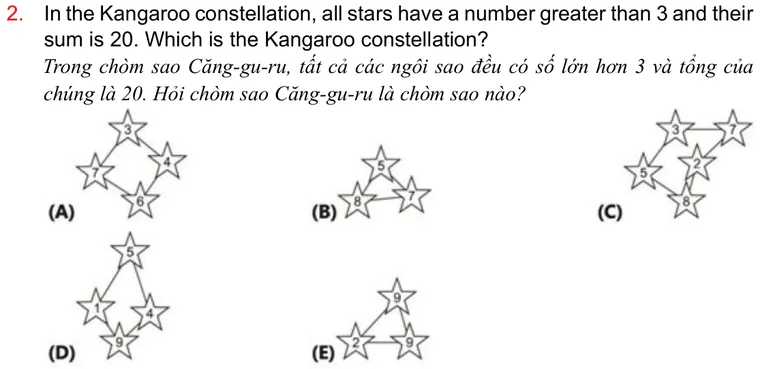 2. In the Kangaroo constellation, all stars have a number greater than 3 and their
sum is 20. Which is the Kangaroo constellation?
Trong chòm sao Căng-gu-ru, tất cả các ngôi sao đều có số lớn hơn 3 và tổng của
chúng là 20. Hỏi chòm sao Căng-gu-ru là chòm sao nào?
3
7
4
6
(A)
5
8
7
(B)
3
7
5
2
8
(C)
5
1
4
9
(D)
9
2
9
(E)